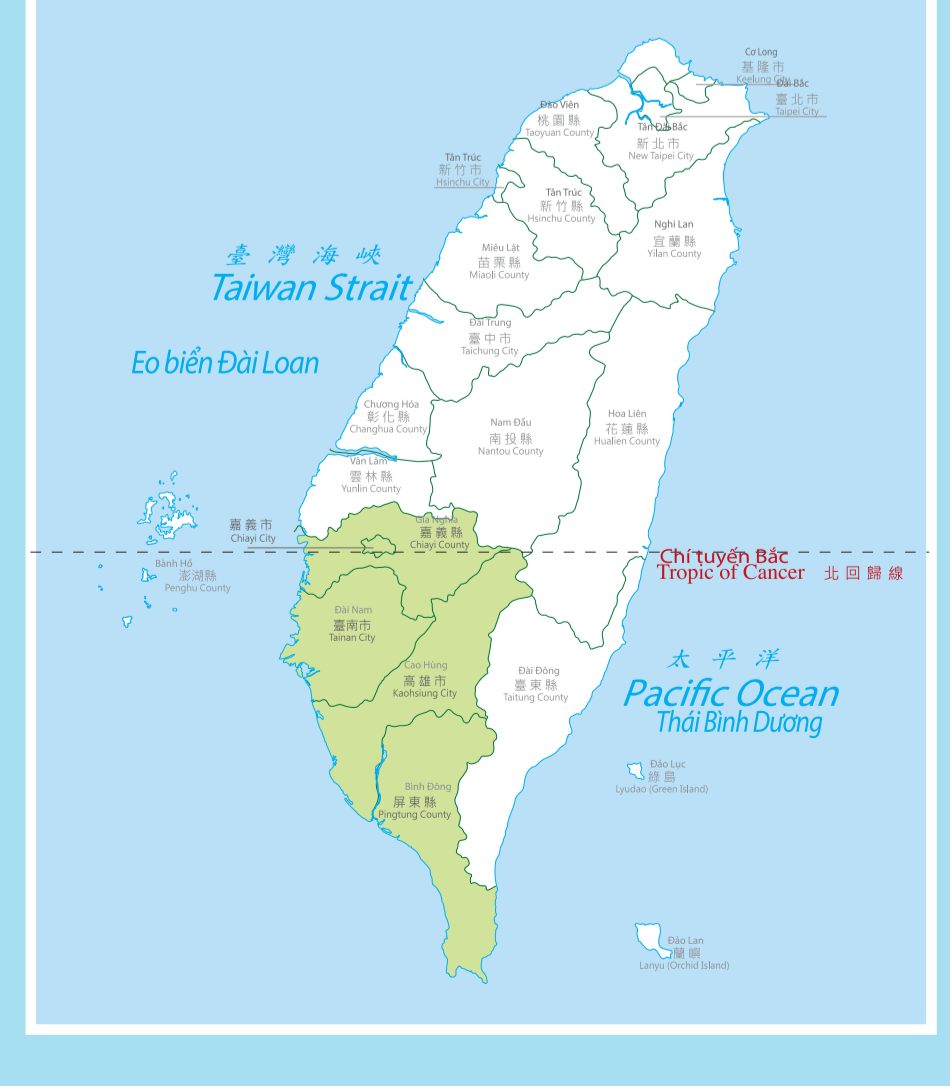 Cơ Long
基隆市
Keelung City
Đài Bắc
臺北市
Taipei City
Đào Viên
桃園縣
Taoyuan County
Tân Đài Bắc
新北市
New Taipei City
Tân Trúc
新竹市
Hsinchu City
Tân Trúc
新竹縣
Hsinchu County
Nghi Lan
宜蘭縣
Yilan County
Miêu Lật
苗栗縣
Miaoli County
臺灣海峽
Taiwan Strait
Eo biển Đài Loan
Đài Trung
臺中市
Taichung City
Chương Hóa
彰化縣
Changhua County
Nam Đầu
南投縣
Nantou County
Hoa Liên
花蓮縣
Hualien County
Vân Lâm
雲林縣
Yunlin County
嘉義市
Chiayi City
Gia Nghĩa
嘉義縣
Chiayi County
Chí tuyến Bắc
Tropic of Cancer 北回歸線
Bành Hồ
澎湖縣
Penghu County
Đài Nam
臺南市
Tainan City
Cao Hùng
高雄市
Kaohsiung City
Đài Đông
臺東縣
Taitung County
太平洋
Pacific Ocean
Thái Bình Dương
Đảo Lục
綠島
Lyudao (Green Island)
Bình Đông
屏東縣
Pingtung County
Đảo Lan
蘭嶼
Lanyu (Orchid Island)